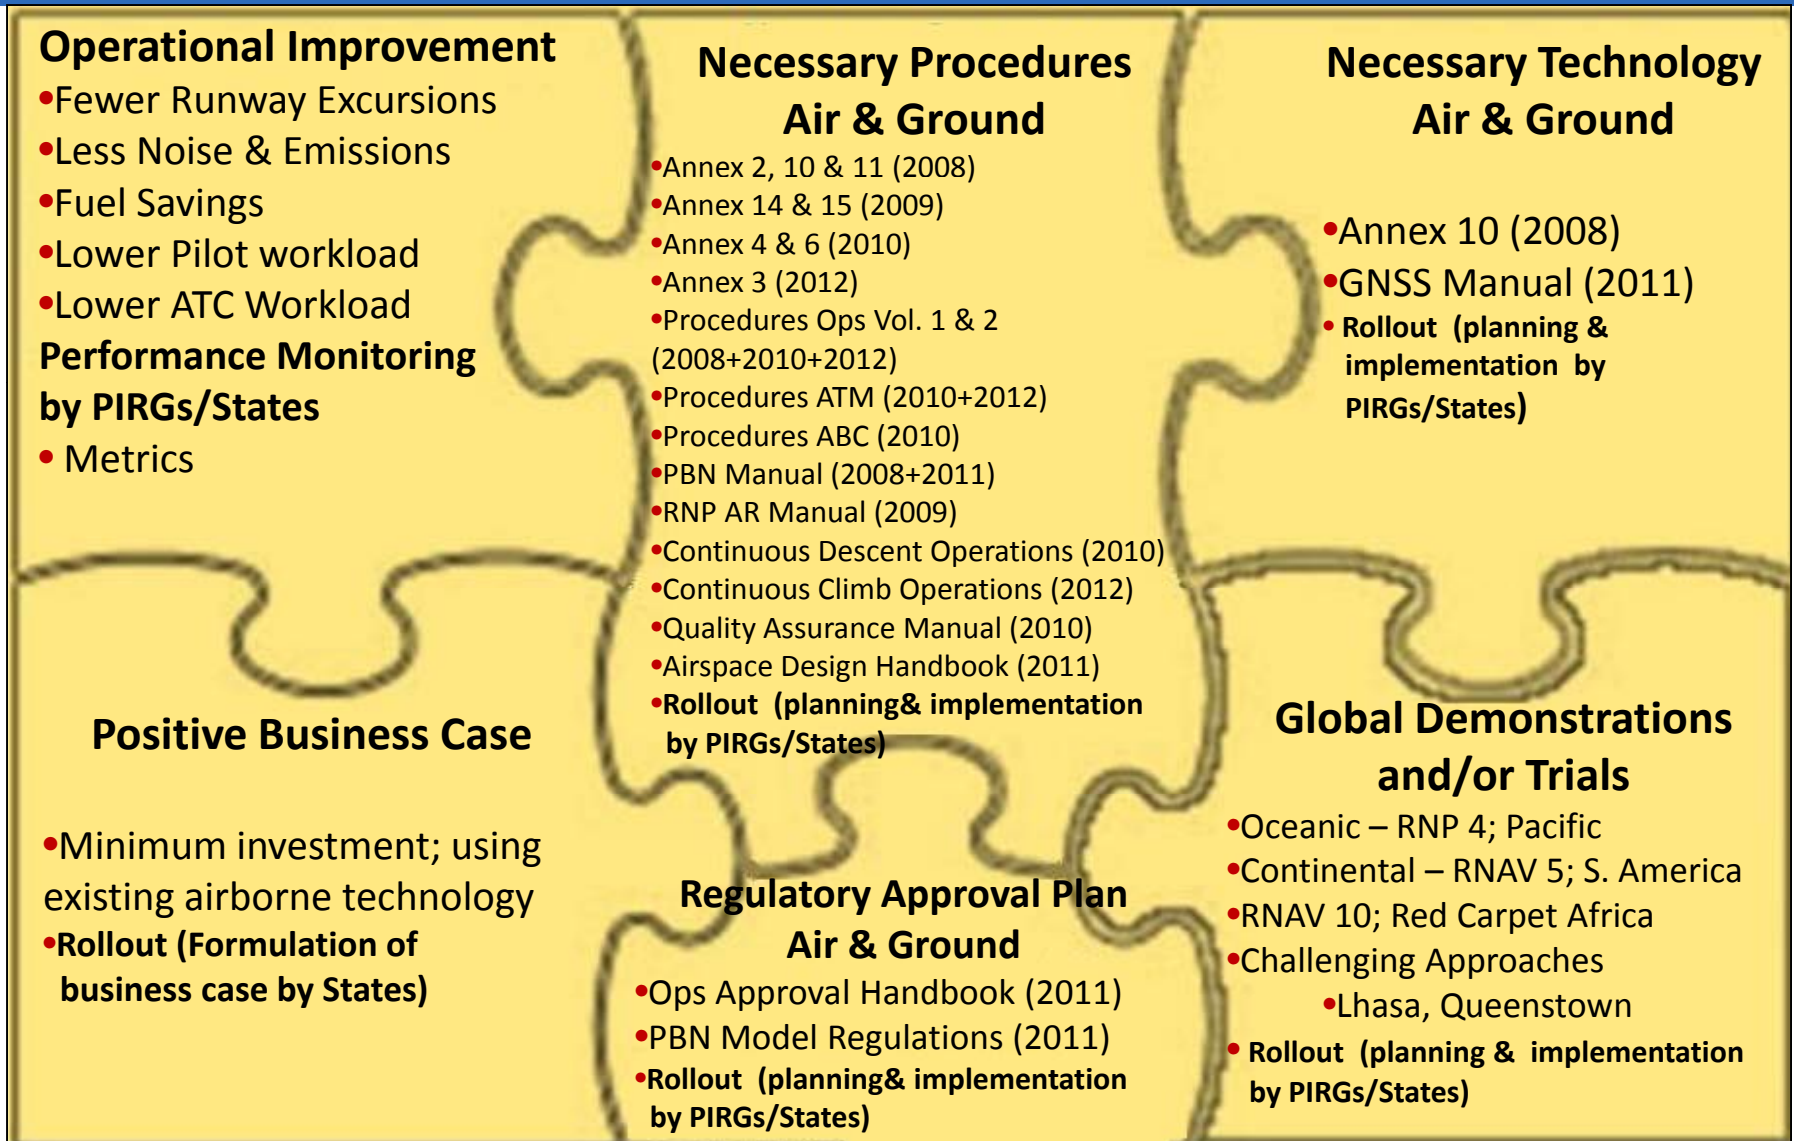 Operational Improvement
•Fewer Runway Excursions
•Less Noise & Emissions
•Fuel Savings
•Lower Pilot workload
•Lower ATC Workload
Performance Monitoring
by PIRGs/States
• Metrics
Necessary Procedures
Air & Ground
•Annex 2, 10 & 11 (2008)
•Annex 14 & 15 (2009)
•Annex 4 & 6 (2010)
•Annex 3 (2012)
•Procedures Ops Vol. 1 & 2
(2008+2010+2012)
•Procedures ATM (2010+2012)
•Procedures ABC (2010)
•PBN Manual (2008+2011)
•RNP AR Manual (2009)
•Continuous Descent Operations (2010)
•Continuous Climb Operations (2012)
•Quality Assurance Manual (2010)
•Airspace Design Handbook (2011)
•Rollout (planning& implementation
by PIRGs/States)
Necessary Technology
Air & Ground
•Annex 10 (2008)
•GNSS Manual (2011)
• Rollout (planning &
implementation by
PIRGs/States)
Positive Business Case
•Minimum investment; using
existing airborne technology
•Rollout (Formulation of
business case by States)
Regulatory Approval Plan
Air & Ground
•Ops Approval Handbook (2011)
•PBN Model Regulations (2011)
•Rollout (planning& implementation
by PIRGs/States)
Global Demonstrations
and/or Trials
•Oceanic – RNP 4; Pacific
•Continental – RNAV 5; S. America
•RNAV 10; Red Carpet Africa
•Challenging Approaches
•Lhasa, Queenstown
• Rollout (planning & implementation
by PIRGs/States)